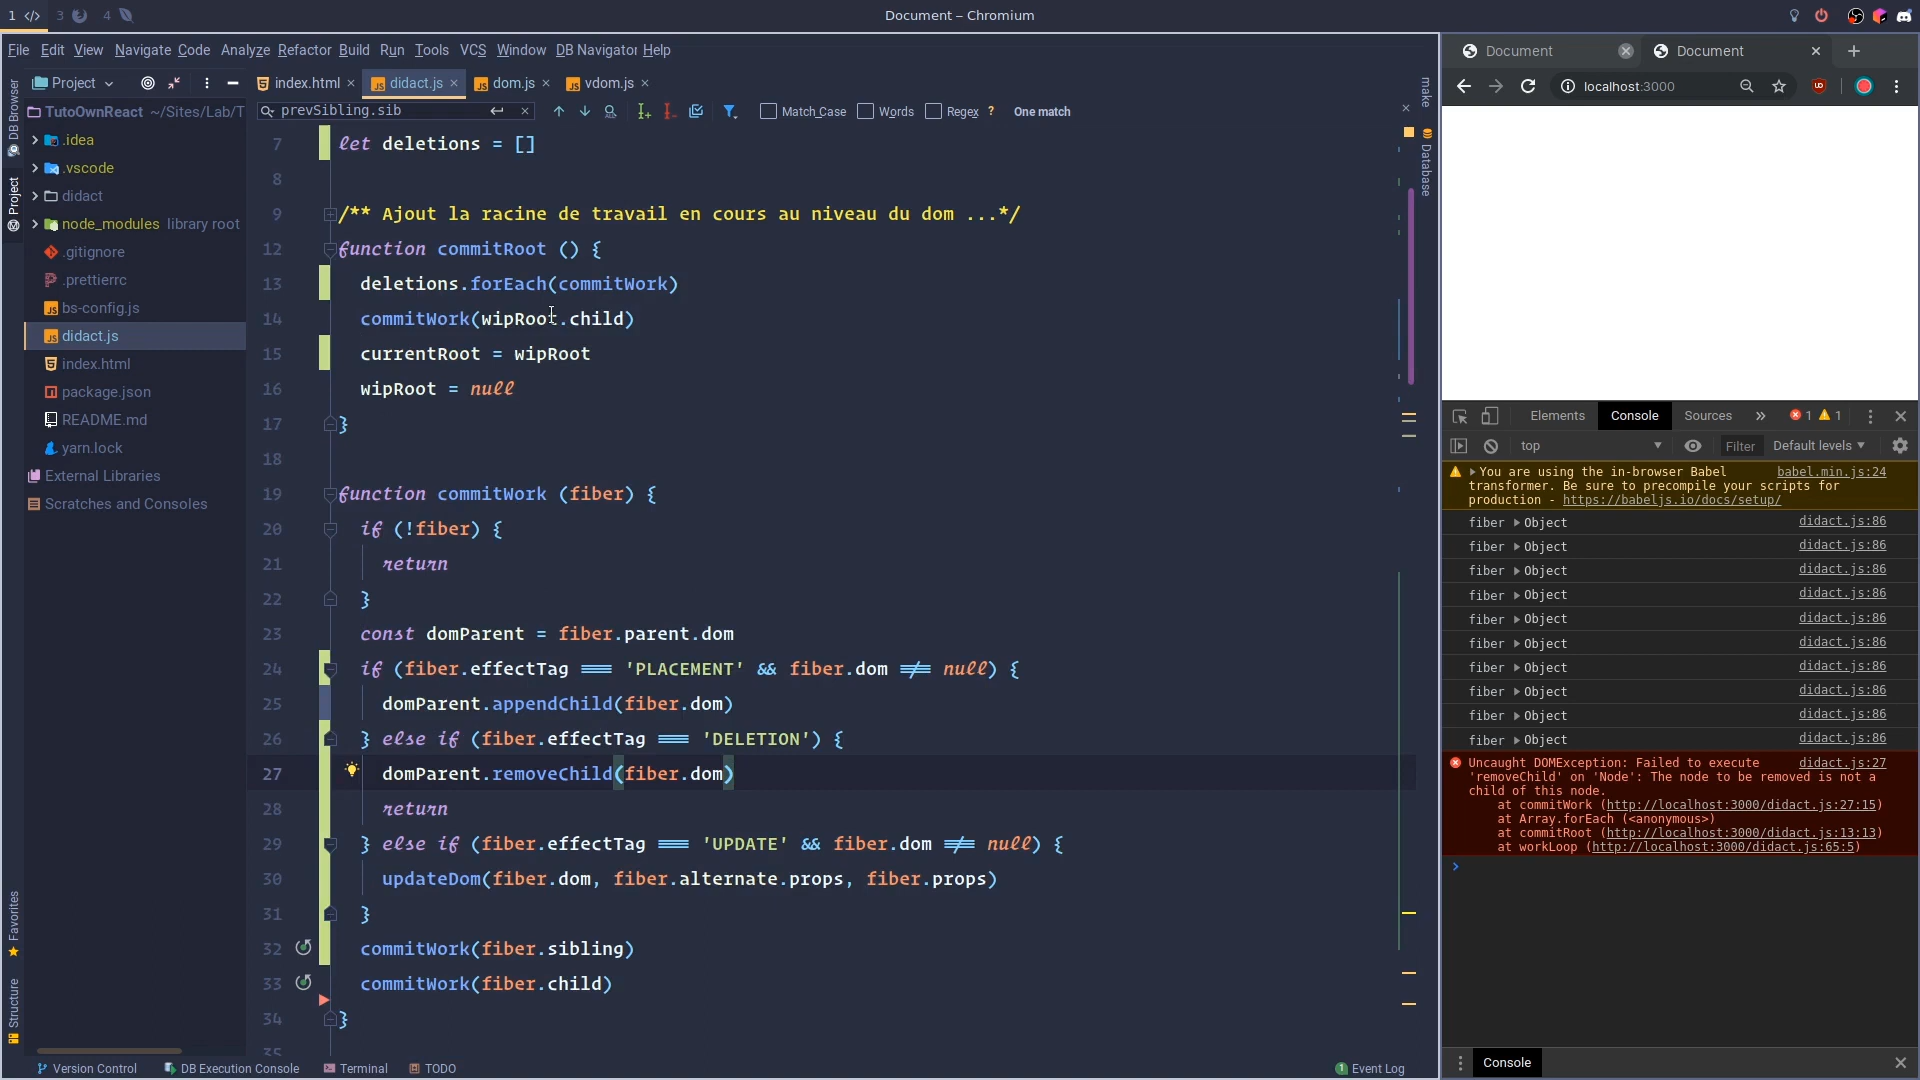 1 </> 3 4
Document – Chromium
File Edit View Navigate Code Analyze Refactor Build Run Tools VCS Window DB Navigator Help
Project
index.html
didact.js
dom.js
vdom.js
prevSibling.sib
Match Case
Words
Regex
?
One match
TutoOwnReact ~/Sites/Lab/T
.idea
.vscode
didact
node_modules library root
.gitignore
.prettierrc
bs-config.js
didact.js
index.html
package.json
README.md
yarn.lock
External Libraries
Scratches and Consoles
DB Browser
Project
Favorites
Structure
make
Database
7 let deletions = []
8
9 /** Ajout la racine de travail en cours au niveau du dom ...*/
12 function commitRoot () {
13 deletions.forEach(commitWork)
14 commitWork(wipRoot.child)
15 currentRoot = wipRoot
16 wipRoot = null
17 }
18
19 function commitWork (fiber) {
20 if (!fiber) {
21 return
22 }
23 const domParent = fiber.parent.dom
24 if (fiber.effectTag === 'PLACEMENT' && fiber.dom !== null) {
25 domParent.appendChild(fiber.dom)
26 } else if (fiber.effectTag === 'DELETION') {
27 domParent.removeChild(fiber.dom)
28 return
29 } else if (fiber.effectTag === 'UPDATE' && fiber.dom !== null) {
30 updateDom(fiber.dom, fiber.alternate.props, fiber.props)
31 }
32 commitWork(fiber.sibling)
33 commitWork(fiber.child)
34 }
35
Version Control
DB Execution Console
Terminal
TODO
1 Event Log
Document
Document
localhost:3000
Elements Console Sources » 1 1
top
Filter
Default levels
You are using the in-browser Babel babel.min.js:24
transformer. Be sure to precompile your scripts for
production - https://babeljs.io/docs/setup/
fiber Object didact.js:86
fiber Object didact.js:86
fiber Object didact.js:86
fiber Object didact.js:86
fiber Object didact.js:86
fiber Object didact.js:86
fiber Object didact.js:86
fiber Object didact.js:86
fiber Object didact.js:86
fiber Object didact.js:86
Uncaught DOMException: Failed to execute didact.js:27
'removeChild' on 'Node': The node to be removed is not a
child of this node.
at commitWork (http://localhost:3000/didact.js:27:15)
at Array.forEach (<anonymous>)
at commitRoot (http://localhost:3000/didact.js:13:13)
at workLoop (http://localhost:3000/didact.js:65:5)
Console